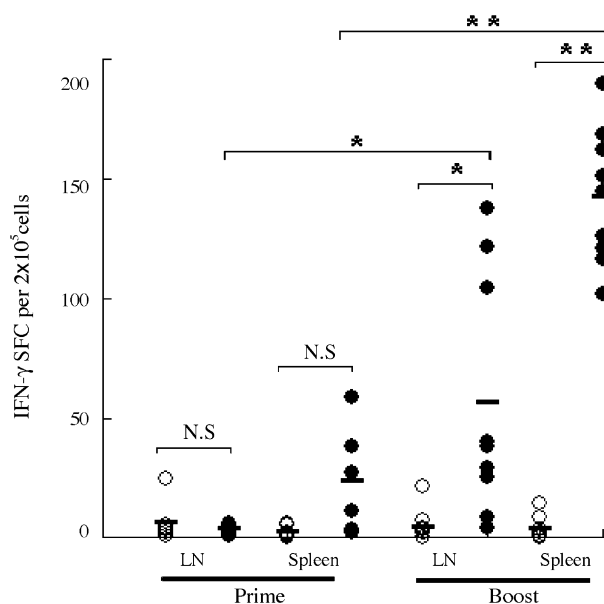 **
**
200
*
*
150
IFN-γ SFC per 2x10⁵cells
100
N.S
50
N.S
0
LN Spleen LN Spleen
Prime Boost